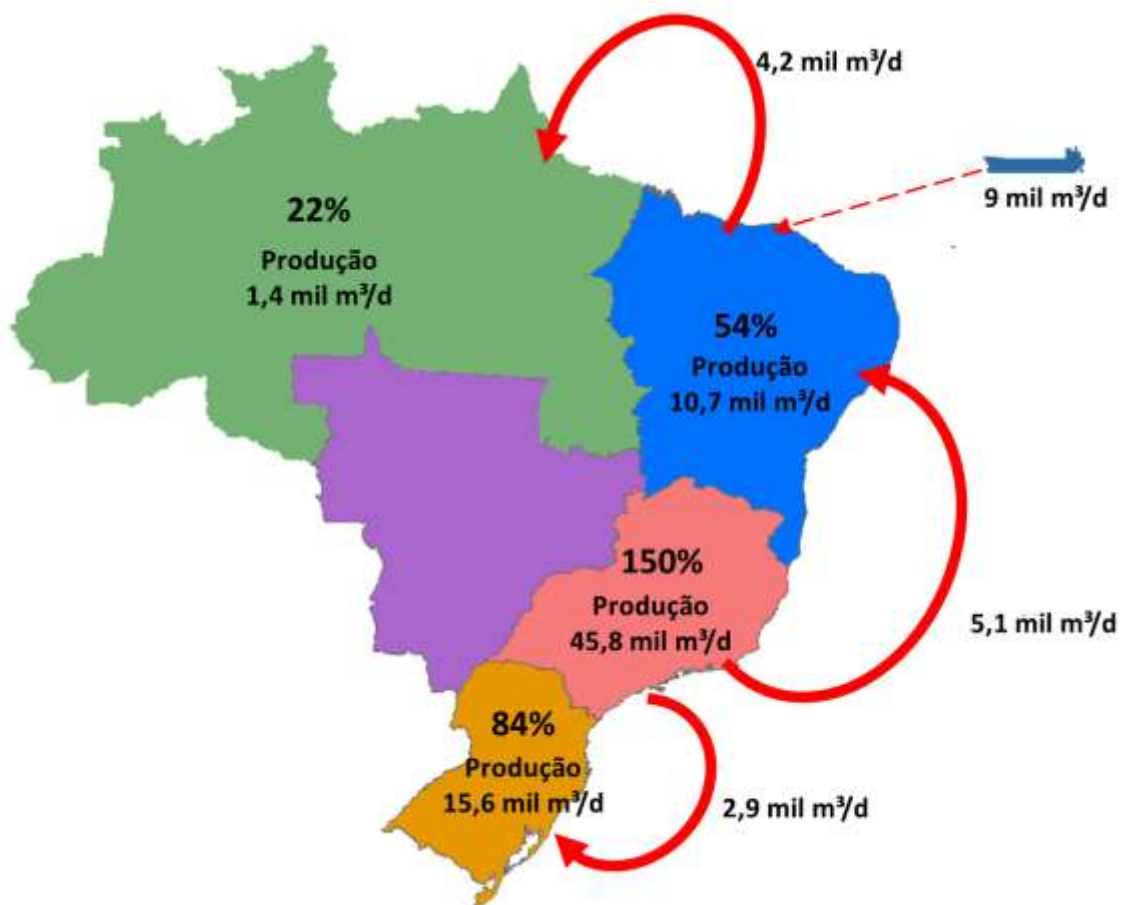 4,2 mil m³/d
9 mil m³/d
22%
Produção
1,4 mil m³/d
54%
Produção
10,7 mil m³/d
150%
Produção
45,8 mil m³/d
5,1 mil m³/d
84%
Produção
15,6 mil m³/d
2,9 mil m³/d